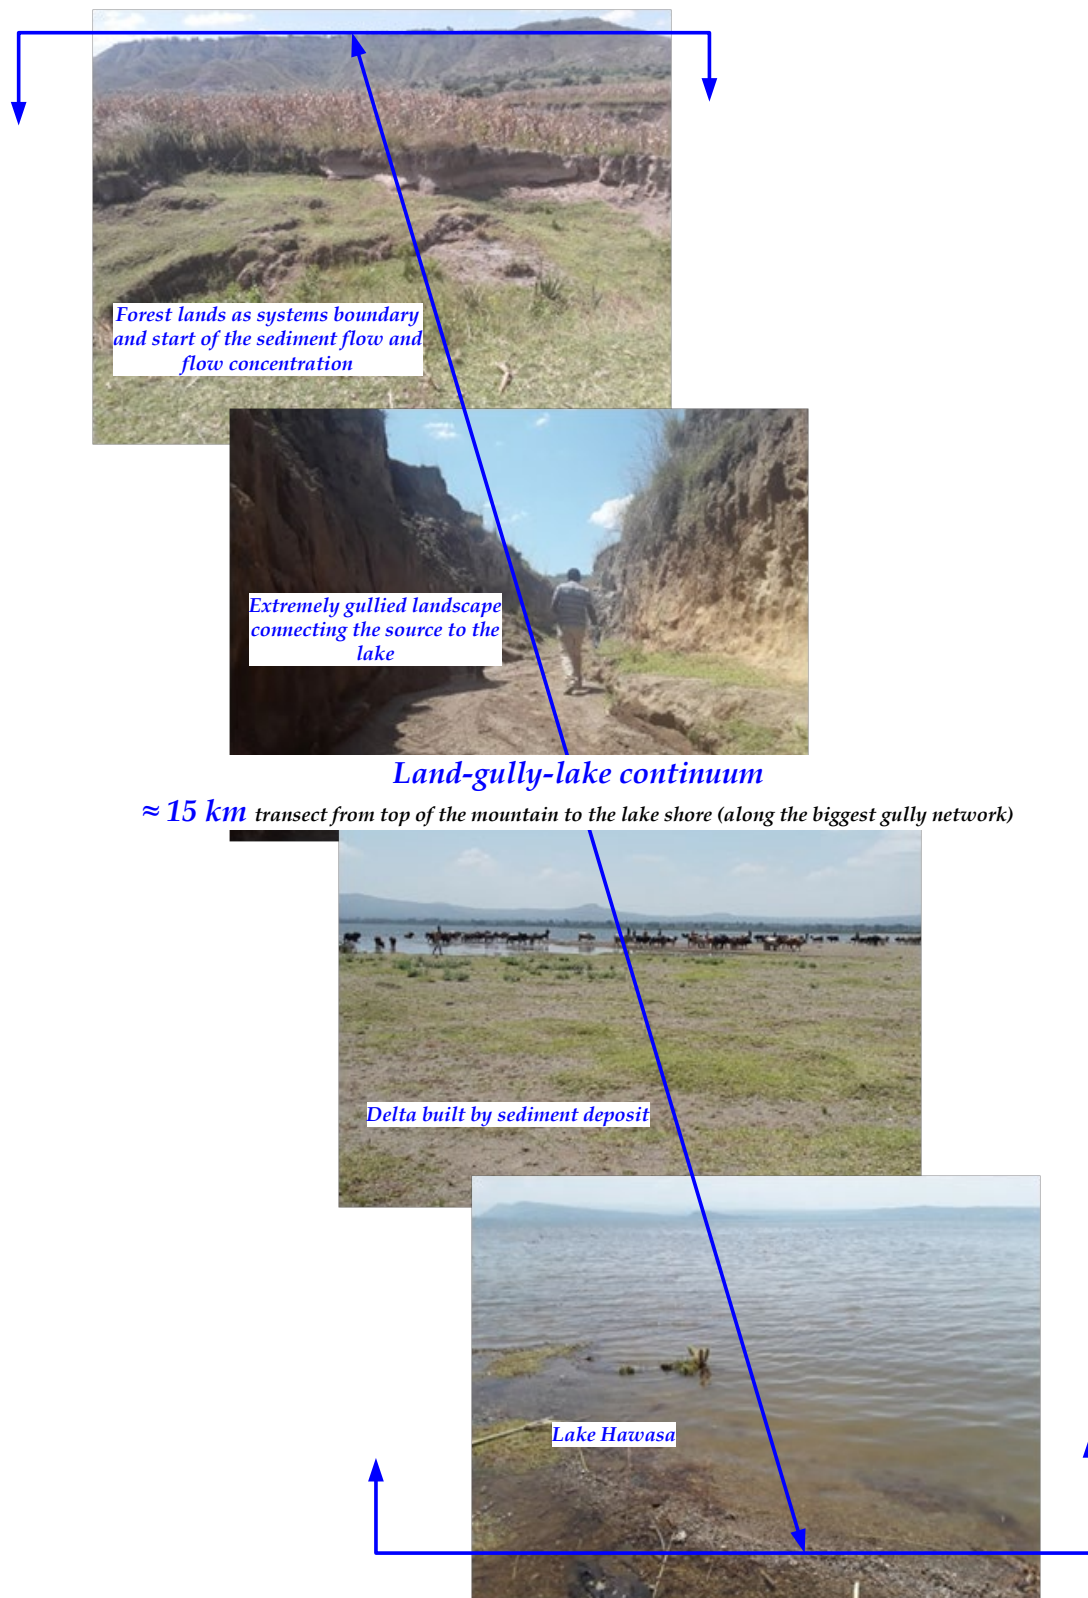 Forest lands as systems boundary
and start of the sediment flow and
flow concentration
Extremely gullied landscape
connecting the source to the
lake
Land-gully-lake continuum
≈ 15 km transect from top of the mountain to the lake shore (along the biggest gully network)
Delta built by sediment deposit
Lake Hawasa